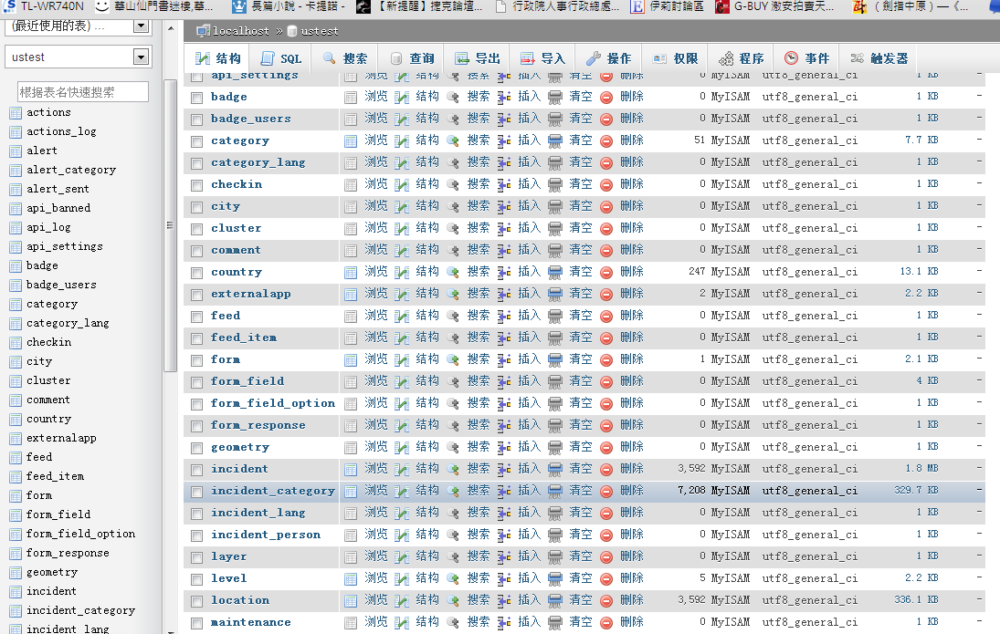 TL-WR740N 華山仙門書迷樓,華... 長篇小說 - 卡提諾 - 【新提醒】捷克論壇... 行政院人事行政總處... 伊莉討論區 G-BUY 激安拍賣天... （ 劍指中原 ）—《...
(最近使用的表) ...
localhost » ustest
ustest
结构 SQL 搜索 查询 导出 导入 操作 权限 程序 事件 触发器
根据表名快速搜索
actions
actions_log
alert
alert_category
alert_sent
api_banned
api_log
api_settings
badge
badge_users
category
category_lang
checkin
city
cluster
comment
country
externalapp
feed
feed_item
form
form_field
form_field_option
form_response
geometry
incident
incident_category
incident_lang
api_settings 浏览 结构 搜索 插入 清空 删除 0 MyISAM utf8_general_ci 1 KB -
badge 浏览 结构 搜索 插入 清空 删除 0 MyISAM utf8_general_ci 1 KB -
badge_users 浏览 结构 搜索 插入 清空 删除 0 MyISAM utf8_general_ci 1 KB -
category 浏览 结构 搜索 插入 清空 删除 51 MyISAM utf8_general_ci 7.7 KB -
category_lang 浏览 结构 搜索 插入 清空 删除 0 MyISAM utf8_general_ci 1 KB -
checkin 浏览 结构 搜索 插入 清空 删除 0 MyISAM utf8_general_ci 1 KB -
city 浏览 结构 搜索 插入 清空 删除 0 MyISAM utf8_general_ci 1 KB -
cluster 浏览 结构 搜索 插入 清空 删除 0 MyISAM utf8_general_ci 1 KB -
comment 浏览 结构 搜索 插入 清空 删除 0 MyISAM utf8_general_ci 1 KB -
country 浏览 结构 搜索 插入 清空 删除 247 MyISAM utf8_general_ci 13.1 KB -
externalapp 浏览 结构 搜索 插入 清空 删除 2 MyISAM utf8_general_ci 2.2 KB -
feed 浏览 结构 搜索 插入 清空 删除 0 MyISAM utf8_general_ci 1 KB -
feed_item 浏览 结构 搜索 插入 清空 删除 0 MyISAM utf8_general_ci 1 KB -
form 浏览 结构 搜索 插入 清空 删除 1 MyISAM utf8_general_ci 2.1 KB -
form_field 浏览 结构 搜索 插入 清空 删除 0 MyISAM utf8_general_ci 4 KB -
form_field_option 浏览 结构 搜索 插入 清空 删除 0 MyISAM utf8_general_ci 1 KB -
form_response 浏览 结构 搜索 插入 清空 删除 0 MyISAM utf8_general_ci 1 KB -
geometry 浏览 结构 搜索 插入 清空 删除 0 MyISAM utf8_general_ci 1 KB -
incident 浏览 结构 搜索 插入 清空 删除 3,592 MyISAM utf8_general_ci 1.8 MB -
incident_category 浏览 结构 搜索 插入 清空 删除 7,208 MyISAM utf8_general_ci 329.7 KB -
incident_lang 浏览 结构 搜索 插入 清空 删除 0 MyISAM utf8_general_ci 1 KB -
incident_person 浏览 结构 搜索 插入 清空 删除 0 MyISAM utf8_general_ci 1 KB -
layer 浏览 结构 搜索 插入 清空 删除 0 MyISAM utf8_general_ci 1 KB -
level 浏览 结构 搜索 插入 清空 删除 5 MyISAM utf8_general_ci 2.2 KB -
location 浏览 结构 搜索 插入 清空 删除 3,592 MyISAM utf8_general_ci 336.1 KB -
maintenance 浏览 结构 搜索 插入 清空 删除 0 MyISAM utf8_general_ci 1 KB -